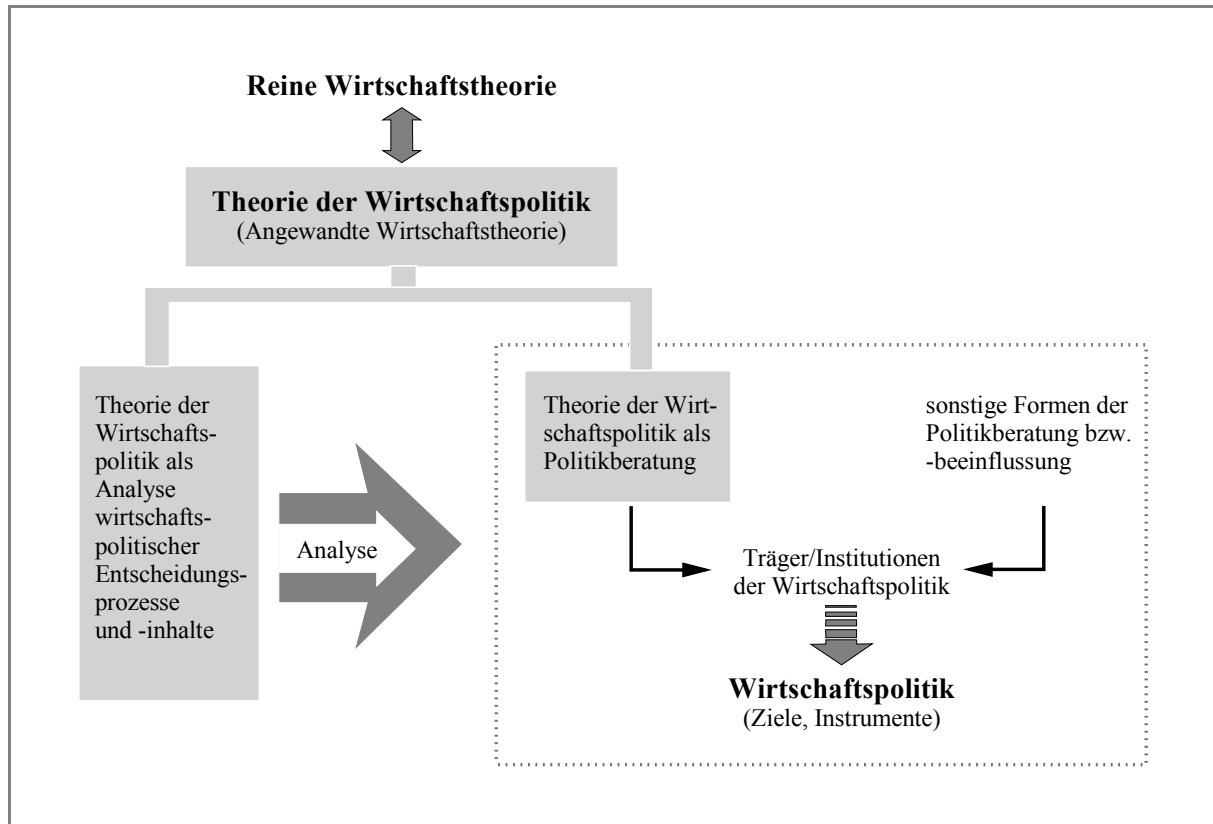 Reine Wirtschaftstheorie
Theorie der Wirtschaftspolitik
(Angewandte Wirtschaftstheorie)
Theorie der
Wirtschafts-
politik als
Analyse
wirtschafts-
politischer
Entscheidungs-
prozesse
und -inhalte
Analyse
Theorie der Wirt-
schaftspolitik als
Politikberatung
sonstige Formen der
Politikberatung bzw.
-beeinflussung
Träger/Institutionen
der Wirtschaftspolitik
Wirtschaftspolitik
(Ziele, Instrumente)